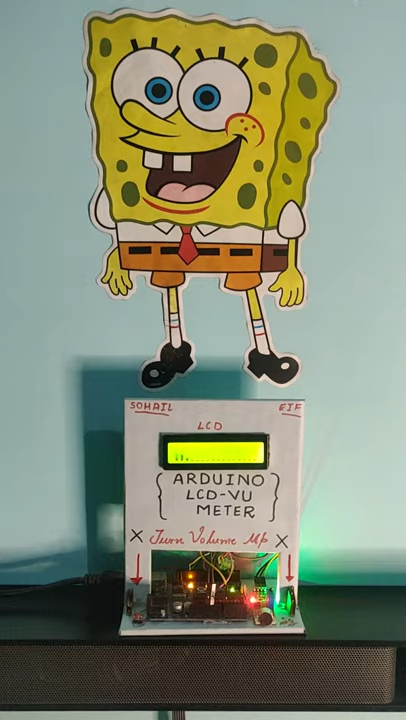 SOHAIL EIF
LCD
ARDUINO
LCD-VU
METER
X Turn Volume Up X